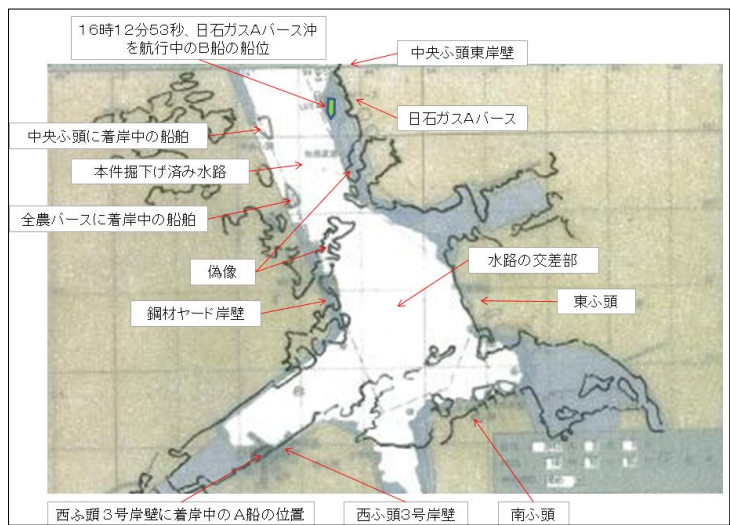 16時12分53秒、日石ガスAバース沖
を航行中のB船の船位
中央ふ頭東岸壁
日石ガスAバース
中央ふ頭に着岸中の船舶
本件掘下げ済み水路
全農バースに着岸中の船舶
偽像
水路の交差部
鋼材ヤード岸壁
東ふ頭
西ふ頭3号岸壁に着岸中のA船の位置
西ふ頭3号岸壁
南ふ頭